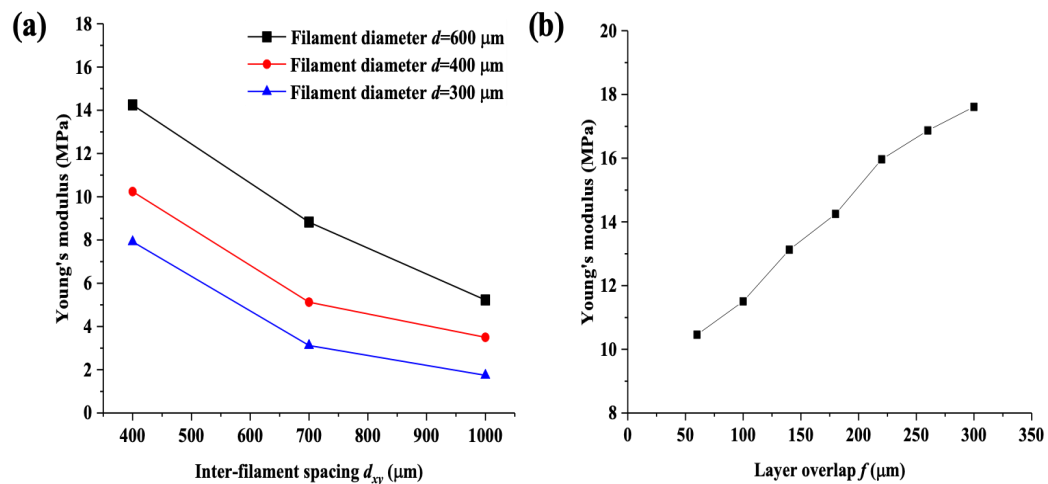 (a)
18
16
14
12
10
8
6
4
2
0
Young's modulus (MPa)
Filament diameter d=600 μm
Filament diameter d=400 μm
Filament diameter d=300 μm
400 500 600 700 800 900 1000
Inter-filament spacing dxy (μm)
(b)
20
18
16
14
12
10
8
Young's modulus (MPa)
0 50 100 150 200 250 300 350
Layer overlap f (μm)